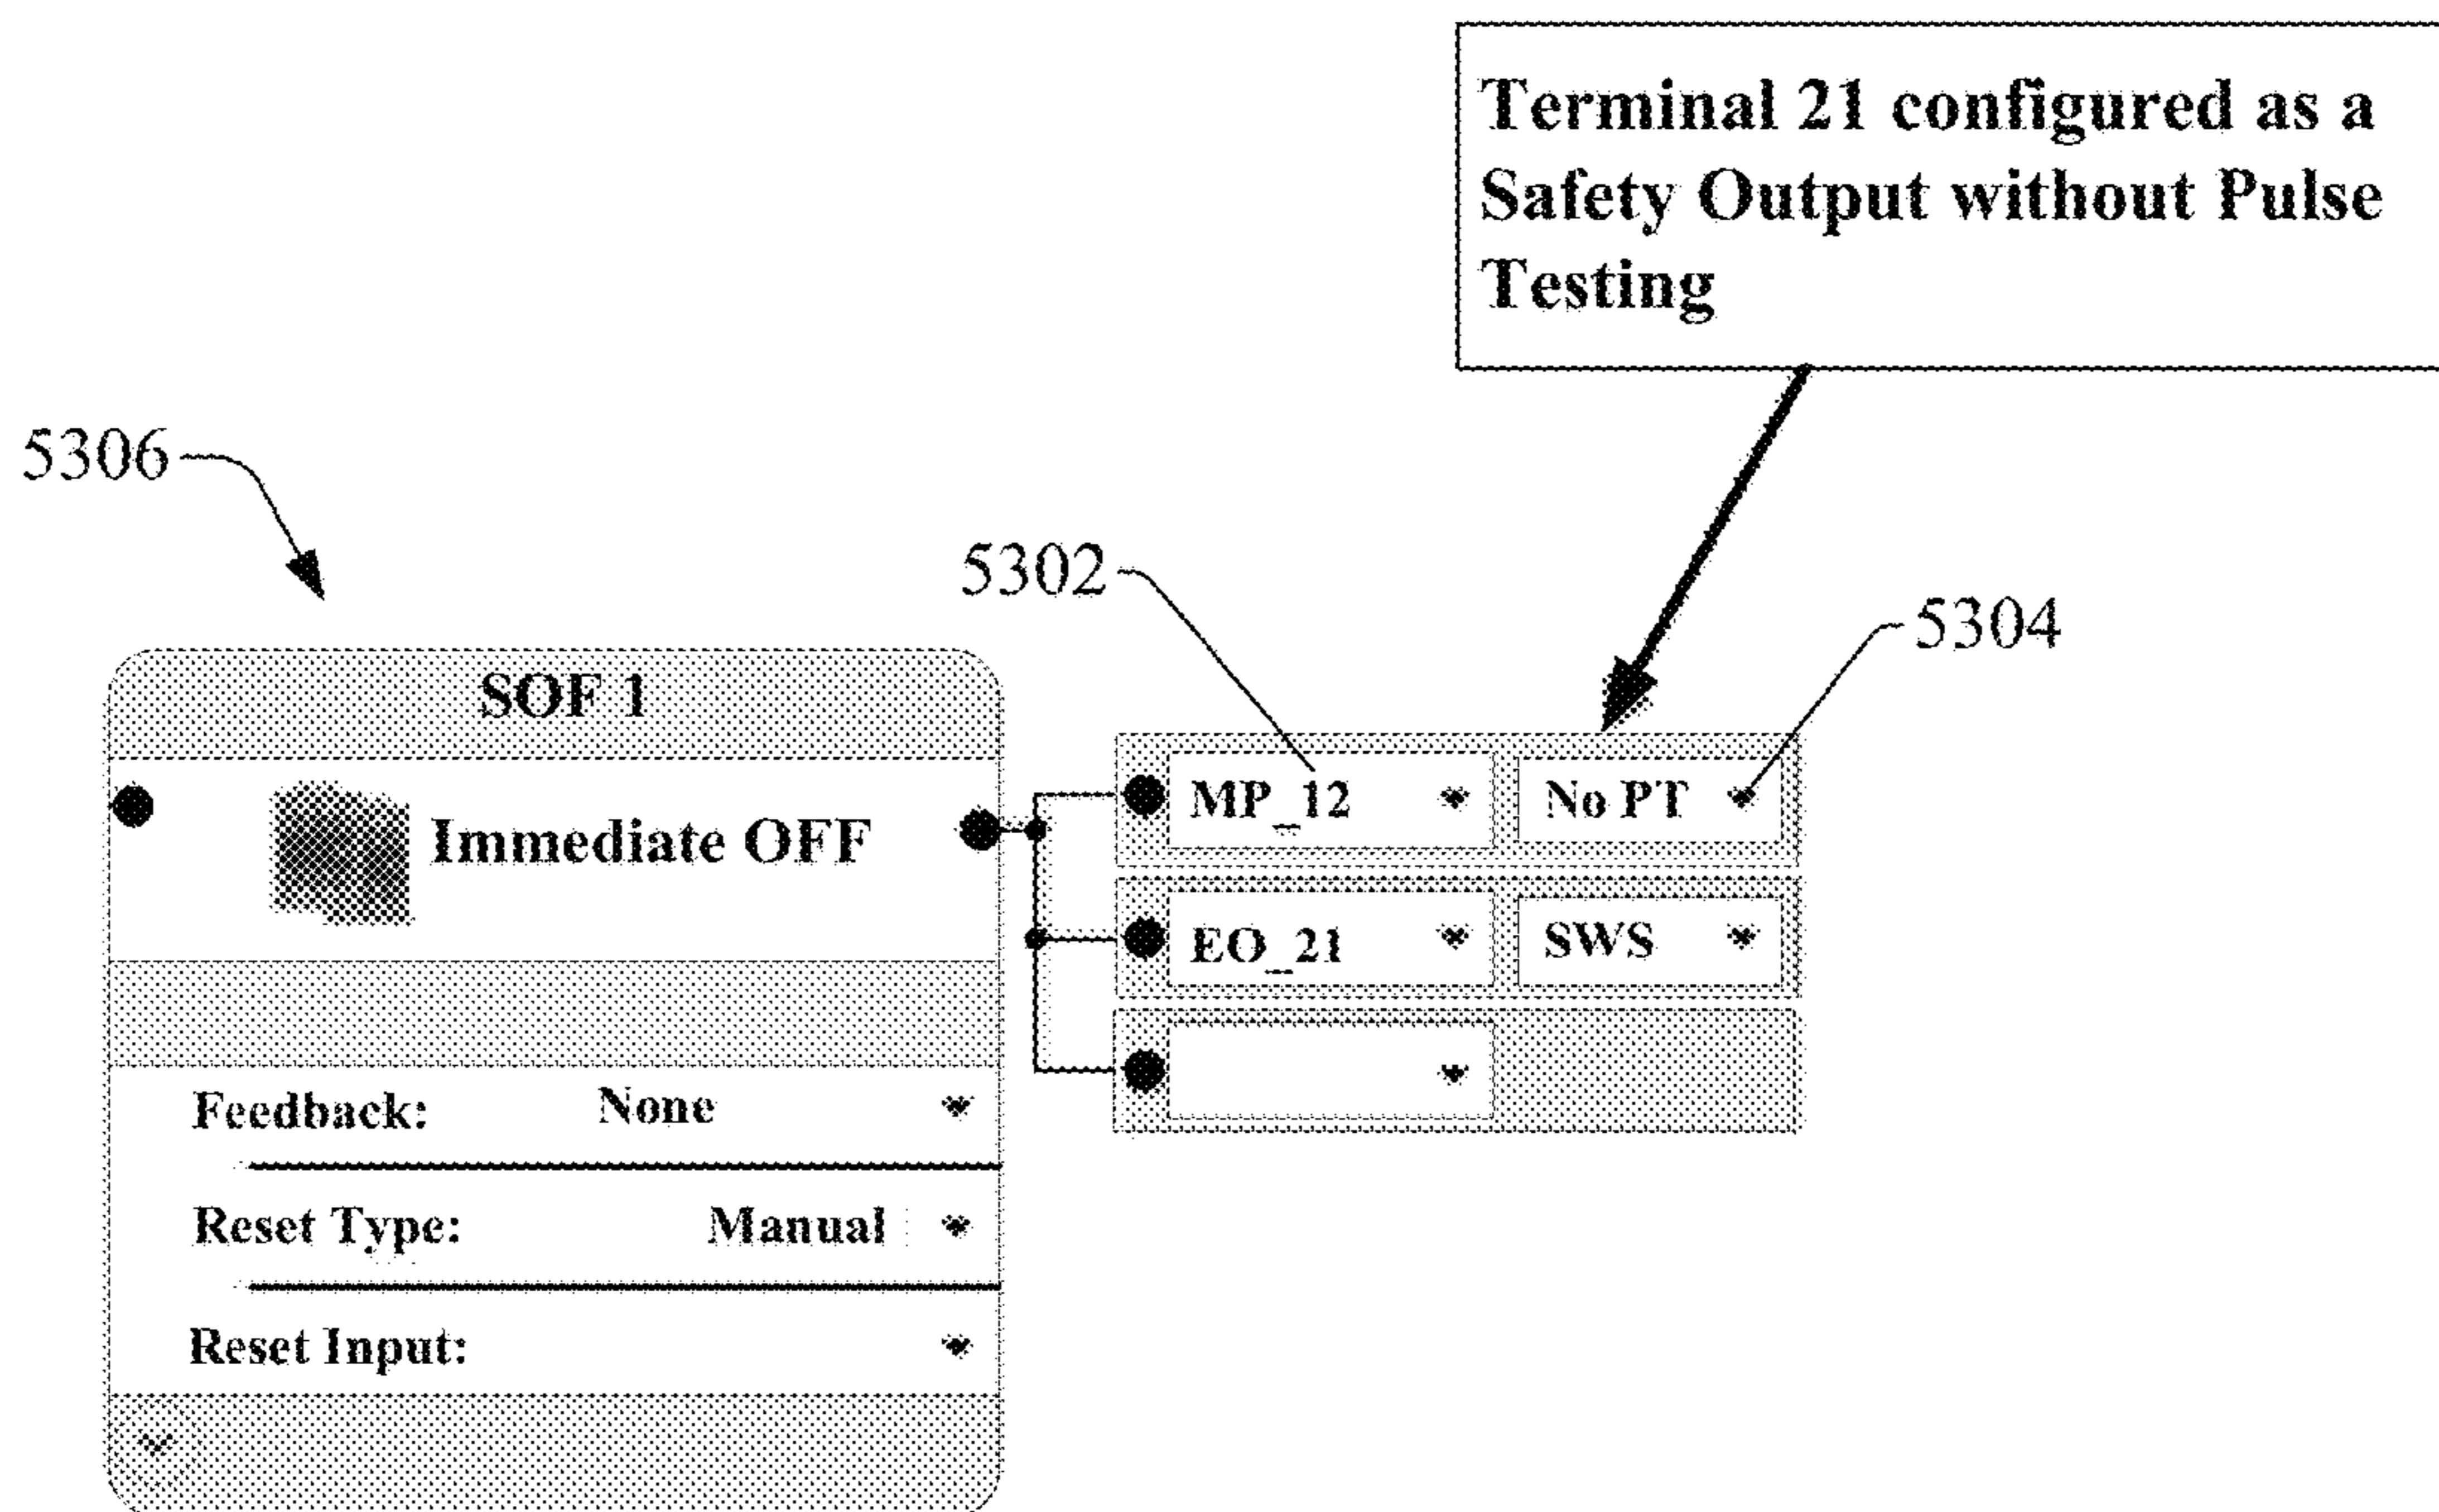 Terminal 21 configured as a
Safety Output without Pulse
Testing
5306
5302
5304
SOF 1
Immediate OFF
MP_12 No PT
EO_21 SWS
Feedback: None
Reset Type: Manual
Reset Input: